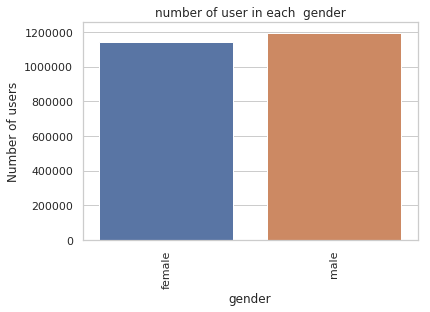 number of user in each  gender
1200000
1000000
800000
600000
400000
200000
0
Number of users
female
male
gender